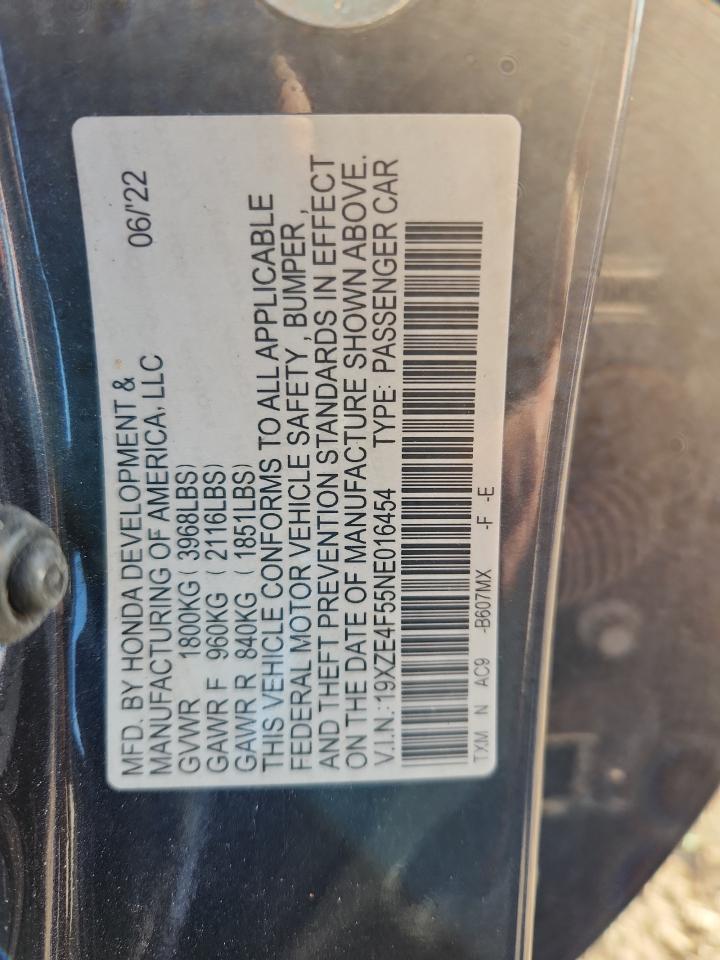 MFD. BY HONDA DEVELOPMENT & 06/'22
MANUFACTURING OF AMERICA, LLC
GVWR 1800KG ( 3968LBS)
GAWR F 960KG ( 2116LBS)
GAWR R 840KG ( 1851LBS)
THIS VEHICLE CONFORMS TO ALL APPLICABLE
FEDERAL MOTOR VEHICLE SAFETY , BUMPER ,
AND THEFT PREVENTION STANDARDS IN EFFECT
ON THE DATE OF MANUFACTURE SHOWN ABOVE.
V.I.N.:19XZE4F55NE016454 TYPE: PASSENGER CAR
TXM N AC9 -B607MX -F -E